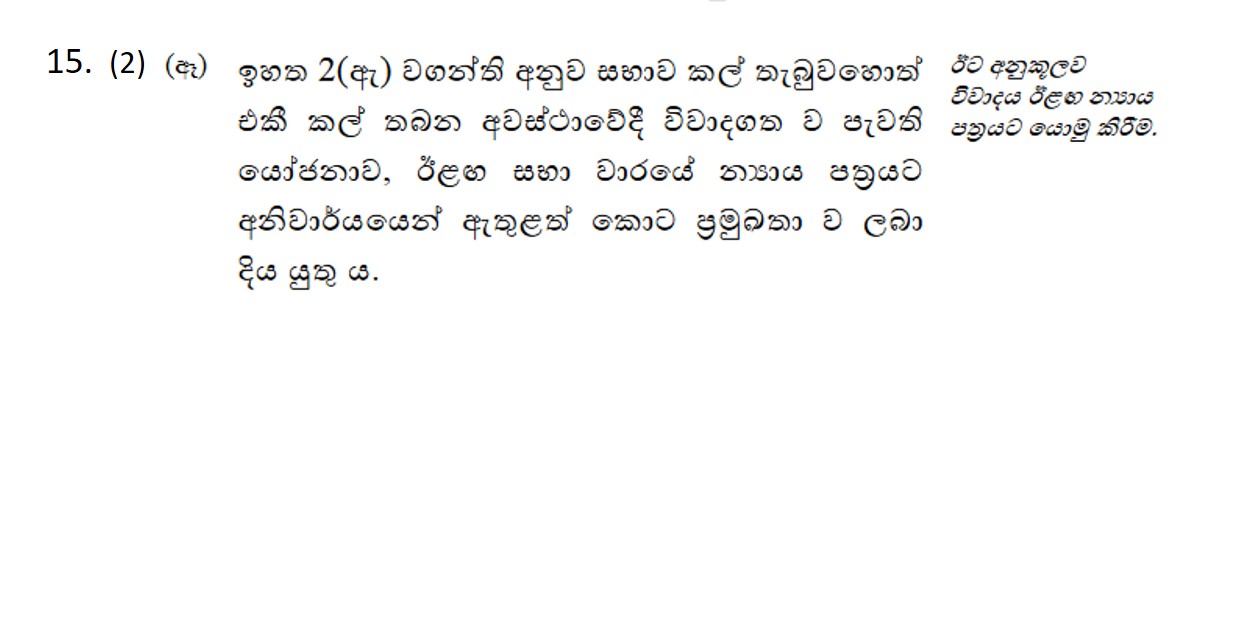 15. (2) (ඈ) ඉහත 2(ඇ) වගන්ති අනුව සභාව කල් තැබුවහොත්
එකී කල් තබන අවස්ථාවේදී විවාදගත ව පැවති
යෝජනාව, ඊළඟ සභා වාරයේ න්‍යාය පත්‍රයට
අනිවාර්යයෙන් ඇතුළත් කොට ප්‍රමුඛතා ව ලබා
දිය යුතු ය.
ඊට අනුකූලව
විවාදය ඊළඟ න්‍යාය
පත්‍රයට යොමු කිරීම.